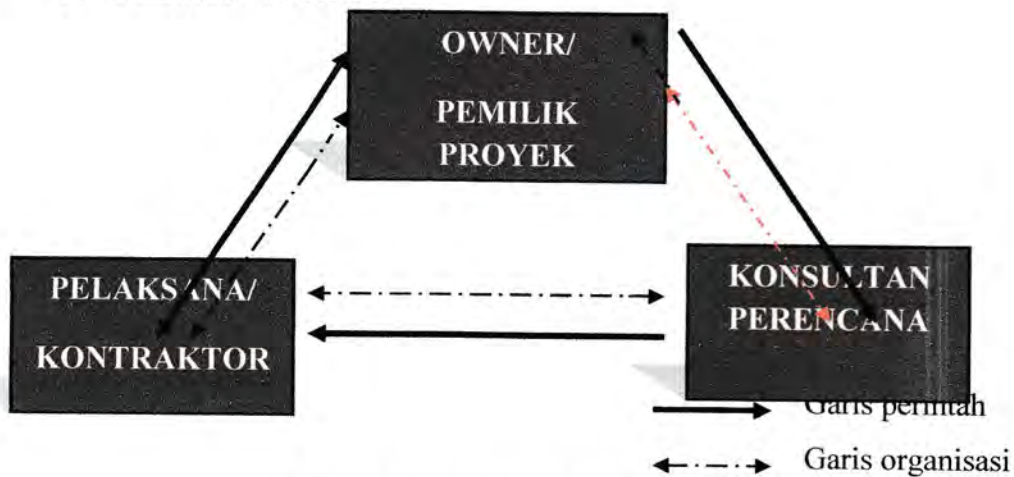 OWNER/
PEMILIK
PROYEK
PELAKSANA/
KONTRAKTOR
KONSULTAN
PERENCANA
Garis perintah
Garis organisasi